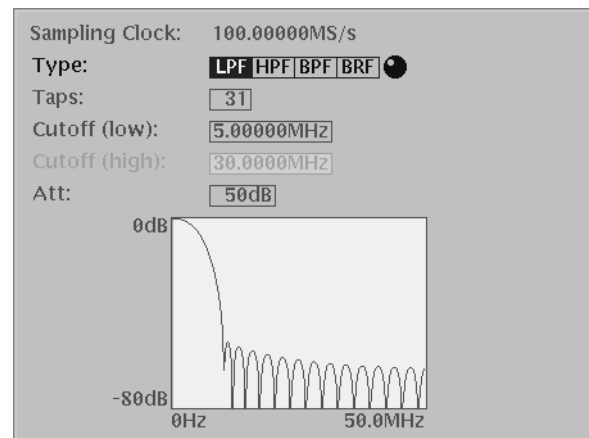 Sampling Clock: 100.00000MS/s
Type: LPF HPF BPF BRF
Taps: 31
Cutoff (low): 5.00000MHz
Cutoff (high): 30.0000MHz
Att: 50dB
0dB
-80dB
0Hz 50.0MHz